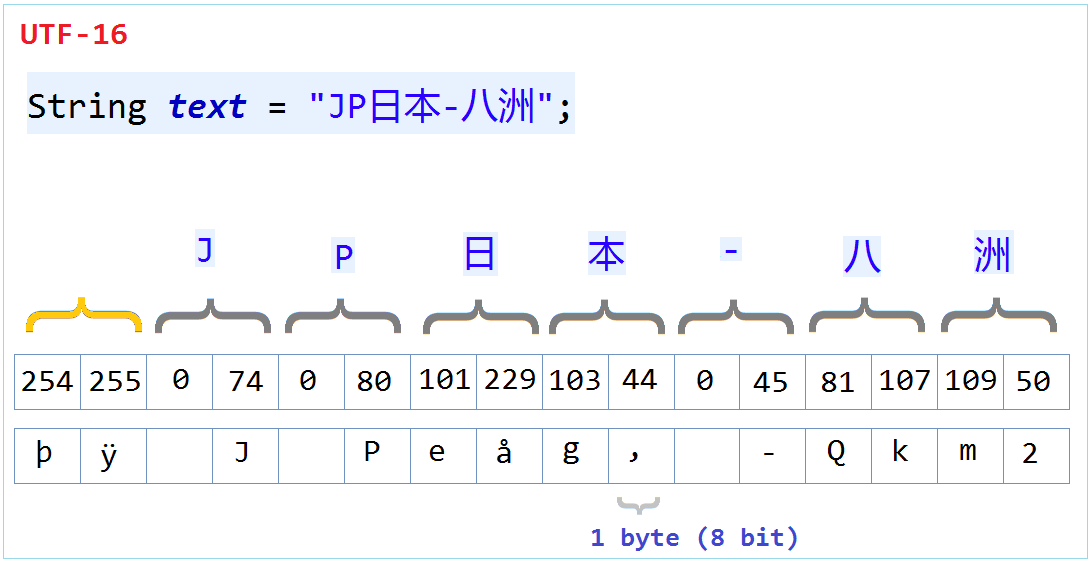 UTF-16
String text = "JP日本-八洲";
J P 日 本 - 八 洲
254 255 0 74 0 80 101 229 103 44 0 45 81 107 109 50
þ ÿ J P e å g , - Q k m 2
1 byte (8 bit)